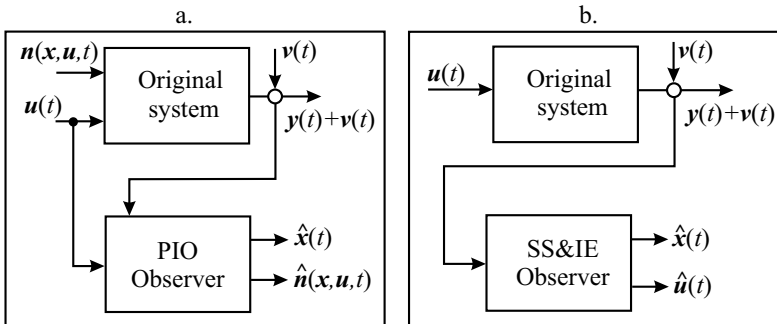 a.
n(x,u,t)
u(t)
Original
system
v(t)
y(t)+v(t)
PIO
Observer
x̂(t)
n̂(x,u,t)
b.
u(t)
Original
system
v(t)
y(t)+v(t)
SS&IE
Observer
x̂(t)
û(t)